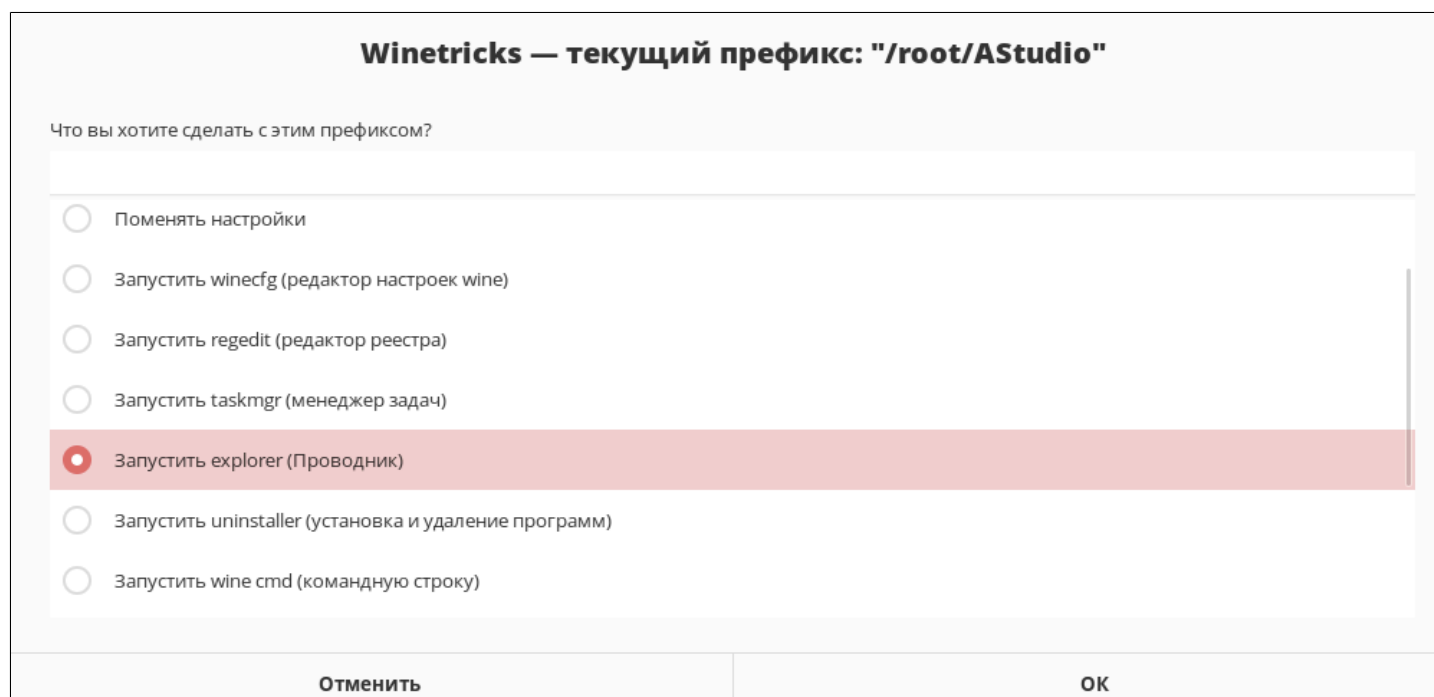 Winetricks — текущий префикс: "/root/AStudio"
Что вы хотите сделать с этим префиксом?
Поменять настройки
Запустить winecfg (редактор настроек wine)
Запустить regedit (редактор реестра)
Запустить taskmgr (менеджер задач)
Запустить explorer (Проводник)
Запустить uninstaller (установка и удаление программ)
Запустить wine cmd (командную строку)
Отменить
ОК